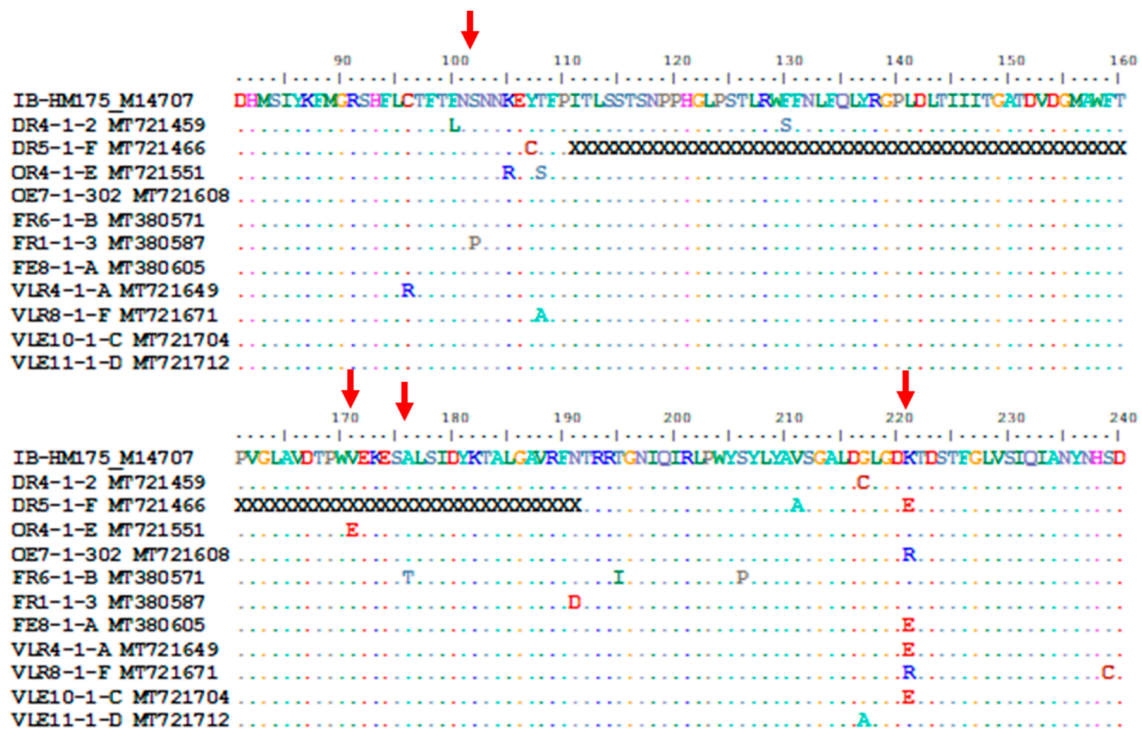 90 100 110 120 130 140 150 160
IB-HM175_M14707 DHMSIYKFMGRSHFLCTFTFNSNNKEYTFPITLSSTSNPPHGLPSTLRWFFNLFQLYRGPLDLTIIITGATDVDGMAWFT
DR4-1-2 MT721459 ...................L.............................S..............................
DR5-1-F MT721466 ..........................C...XXXXXXXXXXXXXXXXXXXXXXXXXXXXXXXXXXXXXXXXXXXXXXXXXX
OR4-1-E MT721551 ........................R..S....................................................
OE7-1-302 MT721608 ................................................................................
FR6-1-B MT380571 ................................................................................
FR1-1-3 MT380587 .....................P..........................................................
FE8-1-A MT380605 ................................................................................
VLR4-1-A MT721649 ...............R................................................................
VLR8-1-F MT721671 ...........................A....................................................
VLE10-1-C MT721704 ................................................................................
VLE11-1-D MT721712 ................................................................................
170 180 190 200 210 220 230 240
IB-HM175_M14707 PVGLAVDTPWVEKESALSIDYKTALGAVRFNTRRTGNIQIRLPWYSYLYAVSGALDGLGDKTDSTFGLVSIQIANYNHSD
DR4-1-2 MT721459 ........................................................C.......................
DR5-1-F MT721466 XXXXXXXXXXXXXXXXXXXXXXXXXXXXXXX...................A.........E...................
OR4-1-E MT721551 ..........E.....................................................................
OE7-1-302 MT721608 ............................................................R...................
FR6-1-B MT380571 ...............T..................I..........P..................................
FR1-1-3 MT380587 ..............................D.................................................
FE8-1-A MT380605 ............................................................E...................
VLR4-1-A MT721649 ............................................................E...................
VLR8-1-F MT721671 ............................................................R.................C.
VLE10-1-C MT721704 ............................................................E...................
VLE11-1-D MT721712 ........................................................A.......................